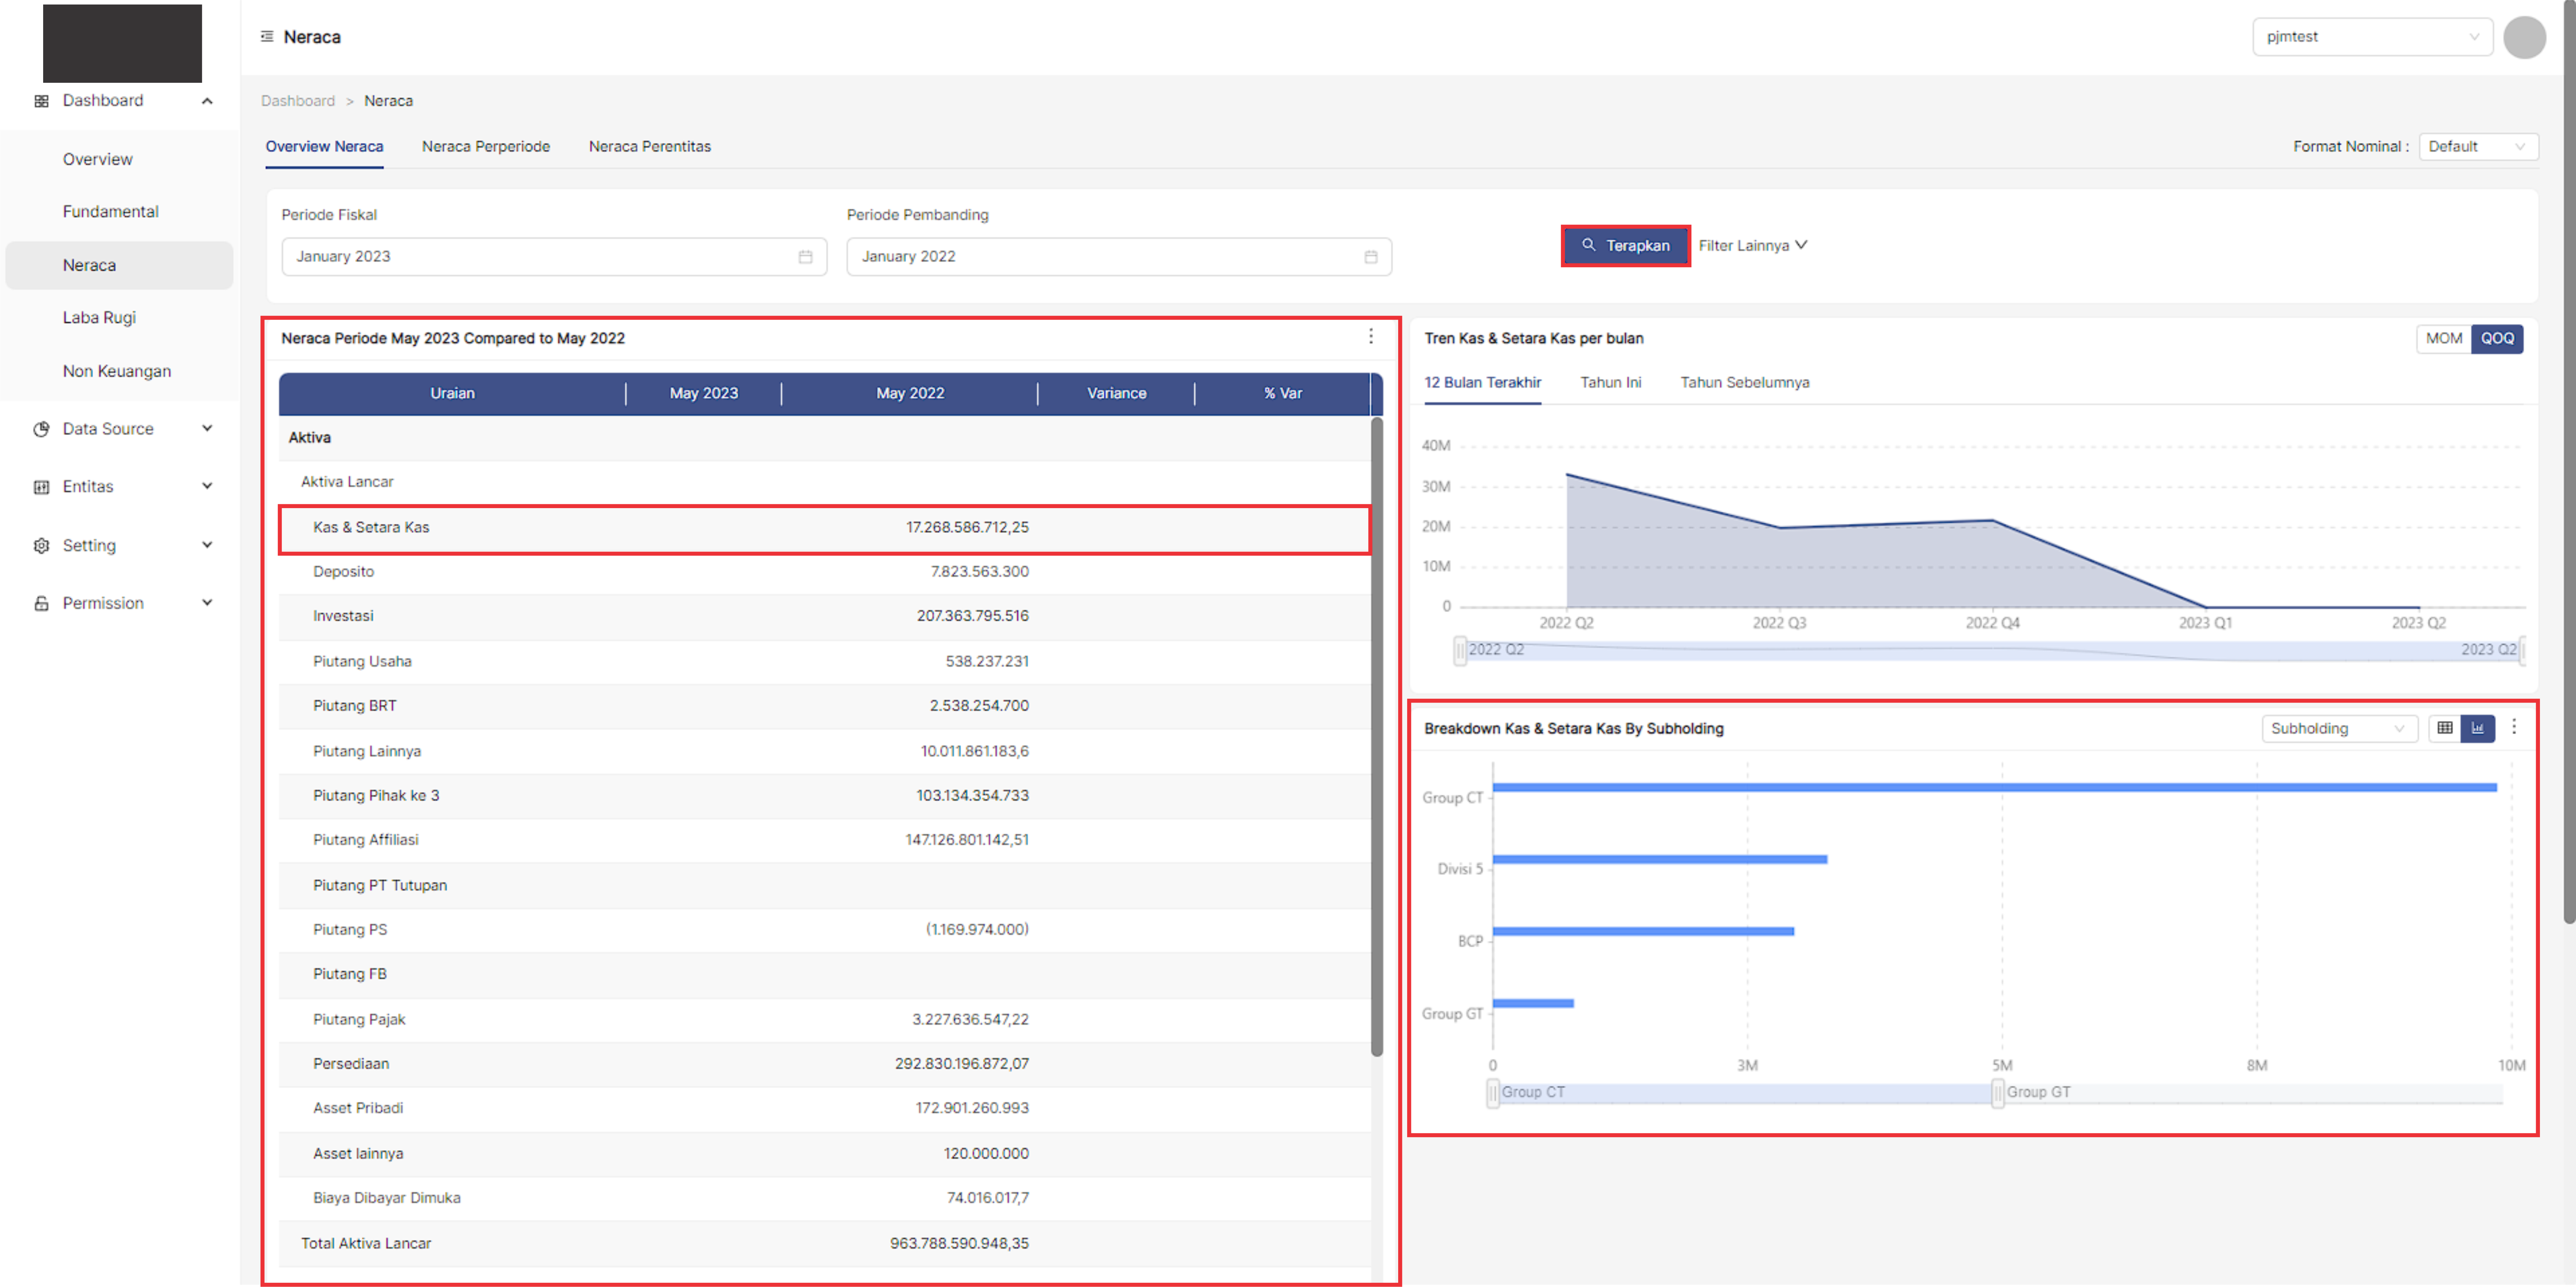 Neraca
pjmtest
Dashboard
Overview
Fundamental
Neraca
Laba Rugi
Non Keuangan
Data Source
Entitas
Setting
Permission
Dashboard > Neraca
Overview Neraca Neraca Perperiode Neraca Perentitas
Format Nominal : Default
Periode Fiskal Periode Pembanding
January 2023 January 2022
Terapkan Filter Lainnya
Neraca Periode May 2023 Compared to May 2022
Uraian May 2023 May 2022 Variance % Var
Aktiva
Aktiva Lancar
Kas & Setara Kas 17.268.586.712,25
Deposito 7.823.563.300
Investasi 207.363.795.516
Piutang Usaha 538.237.231
Piutang BRT 2.538.254.700
Piutang Lainnya 10.011.861.183,6
Piutang Pihak ke 3 103.134.354.733
Piutang Affiliasi 147.126.801.142,51
Piutang PT Tutupan
Piutang PS (1.169.974.000)
Piutang FB
Piutang Pajak 3.227.636.547,22
Persediaan 292.830.196.872,07
Asset Pribadi 172.901.260.993
Asset lainnya 120.000.000
Biaya Dibayar Dimuka 74.016.017,7
Total Aktiva Lancar 963.788.590.948,35
Tren Kas & Setara Kas per bulan
MOM QOQ
12 Bulan Terakhir Tahun Ini Tahun Sebelumnya
40M
30M
20M
10M
0
2022 Q2 2022 Q3 2022 Q4 2023 Q1 2023 Q2
2022 Q2 2023 Q2
Breakdown Kas & Setara Kas By Subholding
Subholding
Group CT
Divisi 5
BCP
Group GT
0 3M 5M 8M 10M
Group CT Group GT